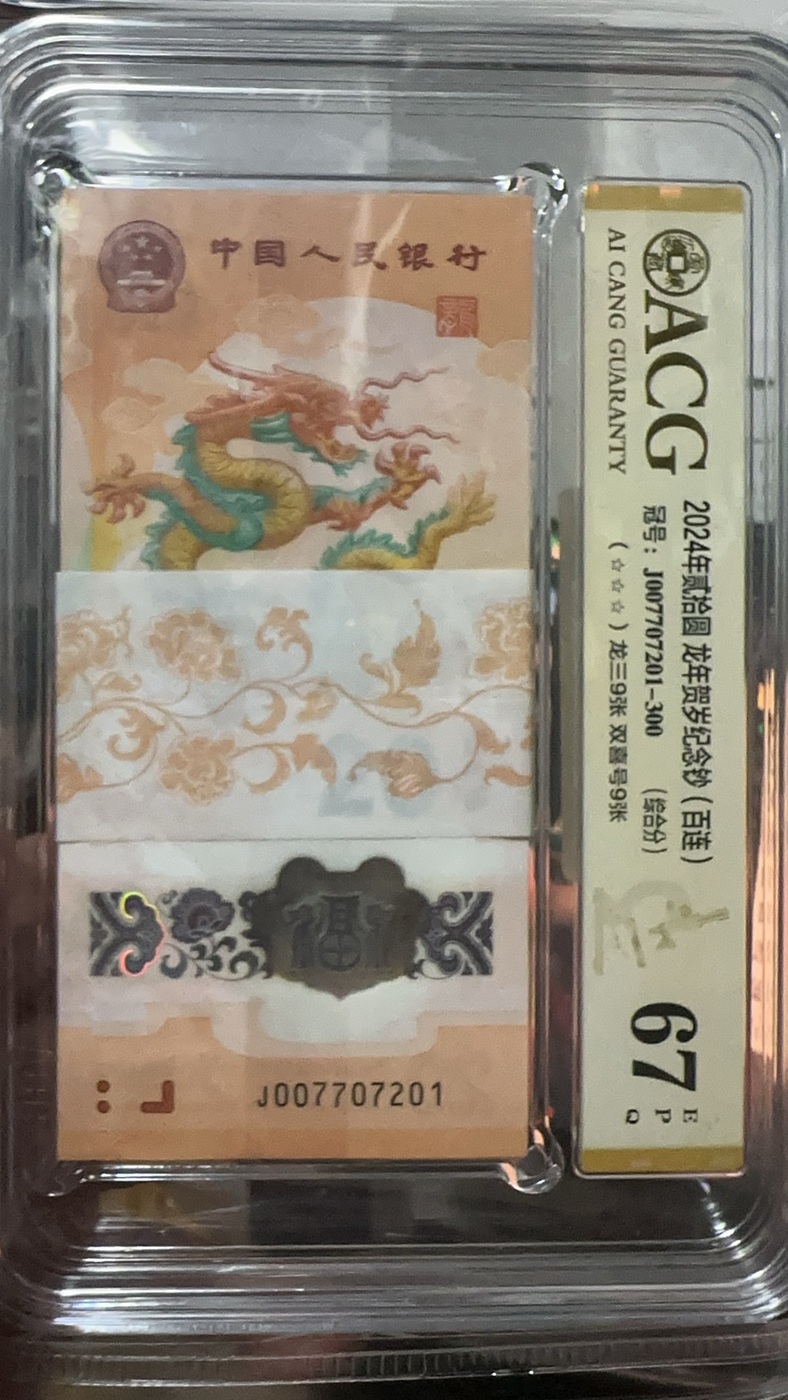 中国人民银行
福
J007707201
ACG
AI CANG GUARANTY
2024年贰拾圆 龙年贺岁纪念钞（百连）
冠号：J007707201-300 （综合分）
（☆☆☆）龙三9张 双喜号9张
67
E
P
Q